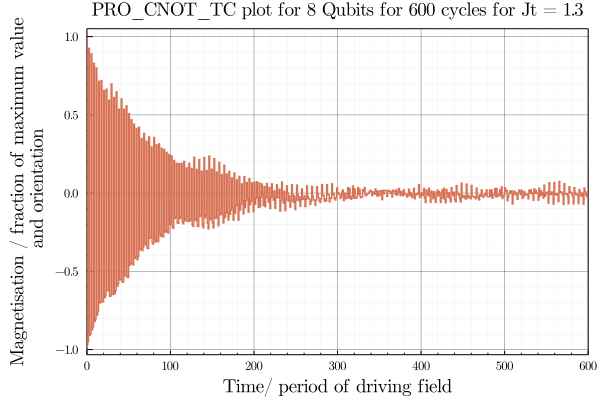 PRO_CNOT_TC plot for 8 Qubits for 600 cycles for Jt = 1.3
Magnetisation / fraction of maximum value
and orientation
1.0
0.5
0.0
−0.5
−1.0
0 100 200 300 400 500 600
Time/ period of driving field